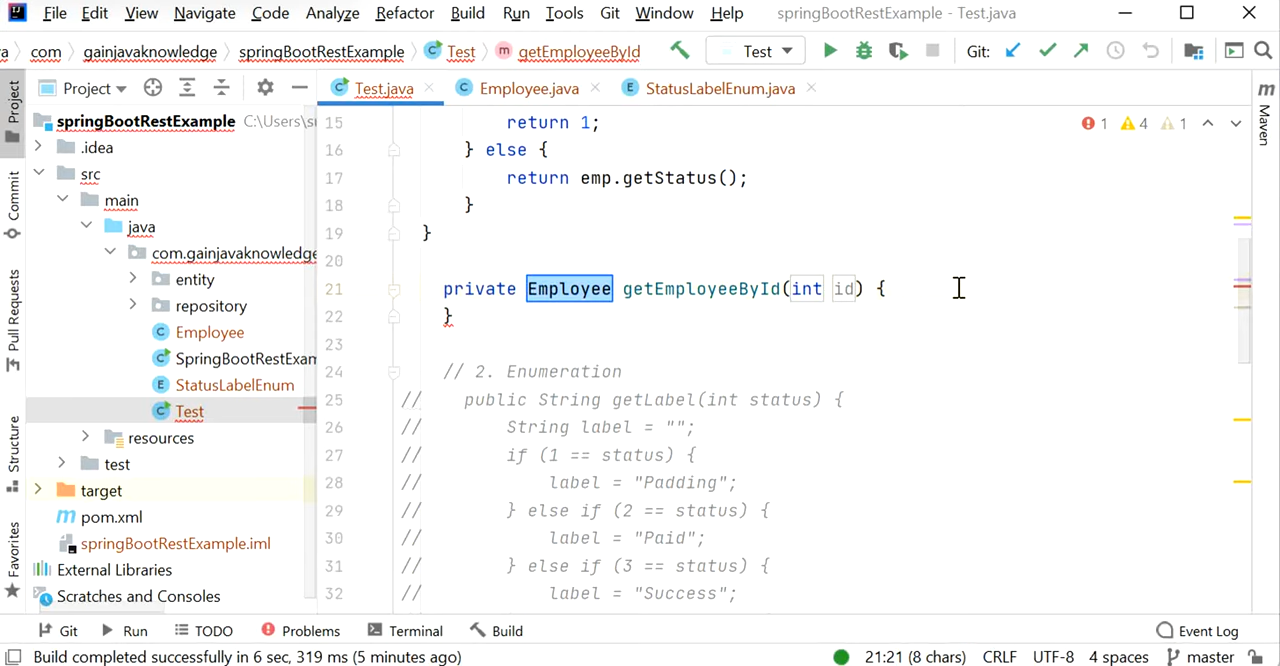 File Edit View Navigate Code Analyze Refactor Build Run Tools Git Window Help springBootRestExample - Test.java
com gainjavaknowledge springBootRestExample Test getEmployeeById Test Git:
Project Test.java Employee.java StatusLabelEnum.java
springBootRestExample C:\Users\su
.idea
src
main
java
com.gainjavaknowledge
entity
repository
Employee
SpringBootRestExam
StatusLabelEnum
Test
resources
test
target
pom.xml
springBootRestExample.iml
External Libraries
Scratches and Consoles
Project
Commit
Pull Requests
Structure
Favorites
1 4 1
15 return 1;
16 } else {
17 return emp.getStatus();
18 }
19 }
20
21 private Employee getEmployeeById(int id) {
22 }
23
24 // 2. Enumeration
25 // public String getLabel(int status) {
26 // String label = "";
27 // if (1 == status) {
28 // label = "Padding";
29 // } else if (2 == status) {
30 // label = "Paid";
31 // } else if (3 == status) {
32 // label = "Success";
m Maven
Git Run TODO Problems Terminal Build Event Log
Build completed successfully in 6 sec, 319 ms (5 minutes ago) 21:21 (8 chars) CRLF UTF-8 4 spaces master